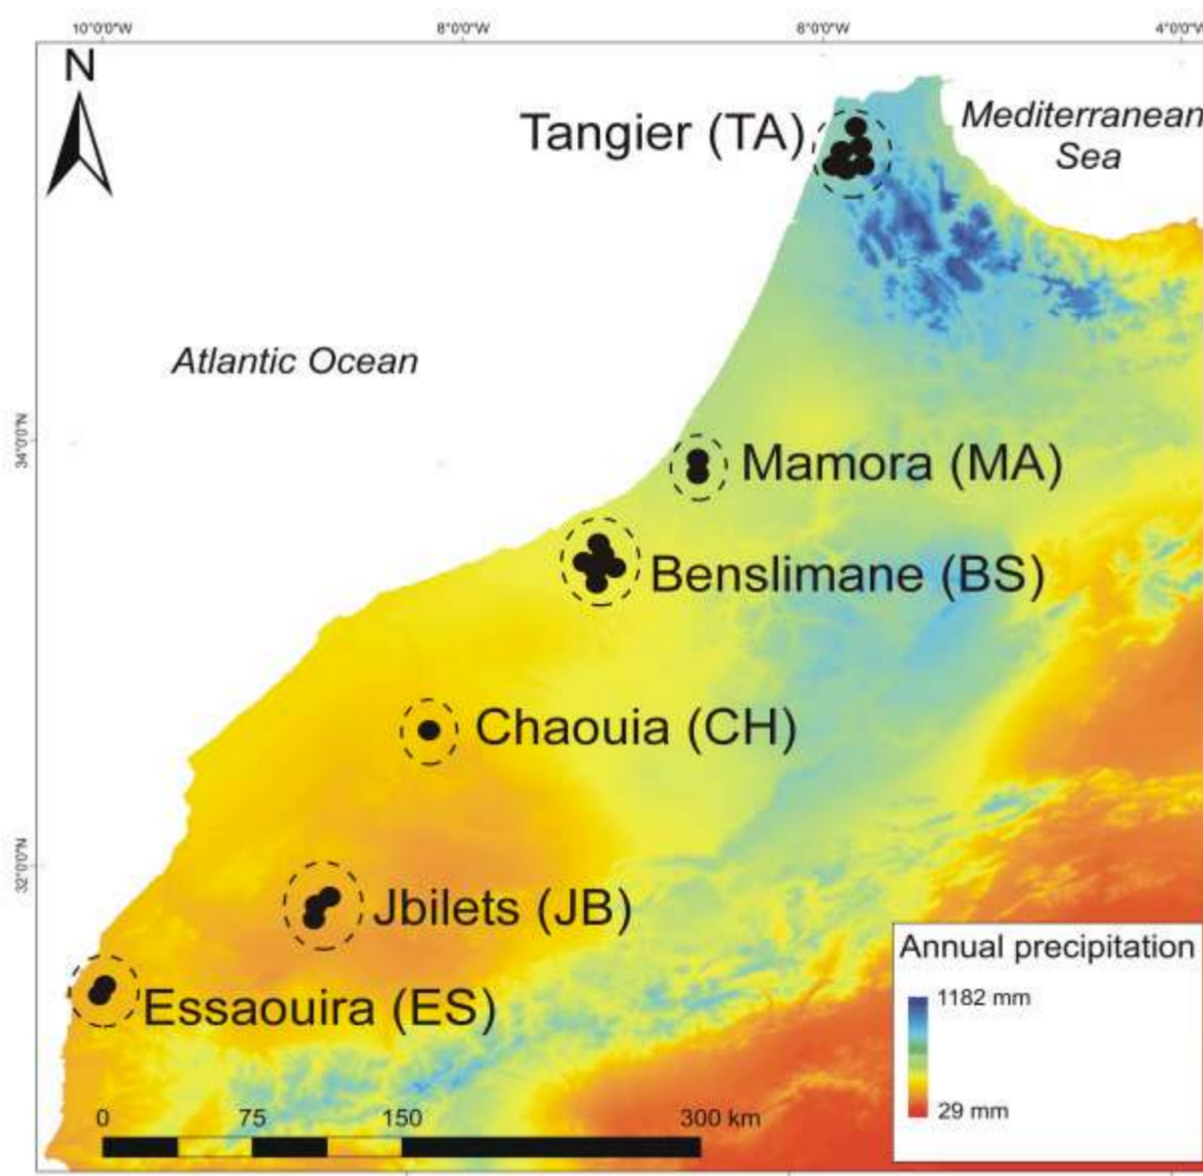 10°0'0"W 8°0'0"W 6°0'0"W 4°0'0"W
N
Tangier (TA)
Mediterranean
Sea
Atlantic Ocean
34°0'0"N
Mamora (MA)
Benslimane (BS)
Chaouia (CH)
32°0'0"N
Jbilets (JB)
Essaouira (ES)
Annual precipitation
1182 mm
29 mm
0 75 150 300 km